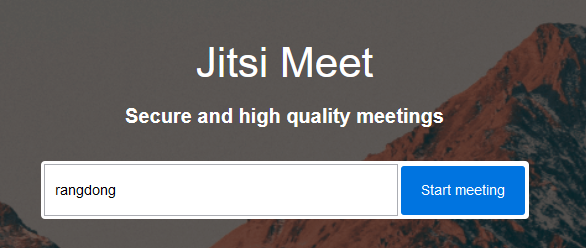 Jitsi Meet
Secure and high quality meetings
rangdong Start meeting